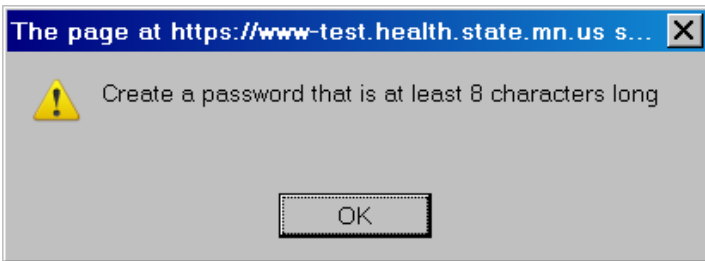 The page at https://www-test.health.state.mn.us s...
Create a password that is at least 8 characters long
OK